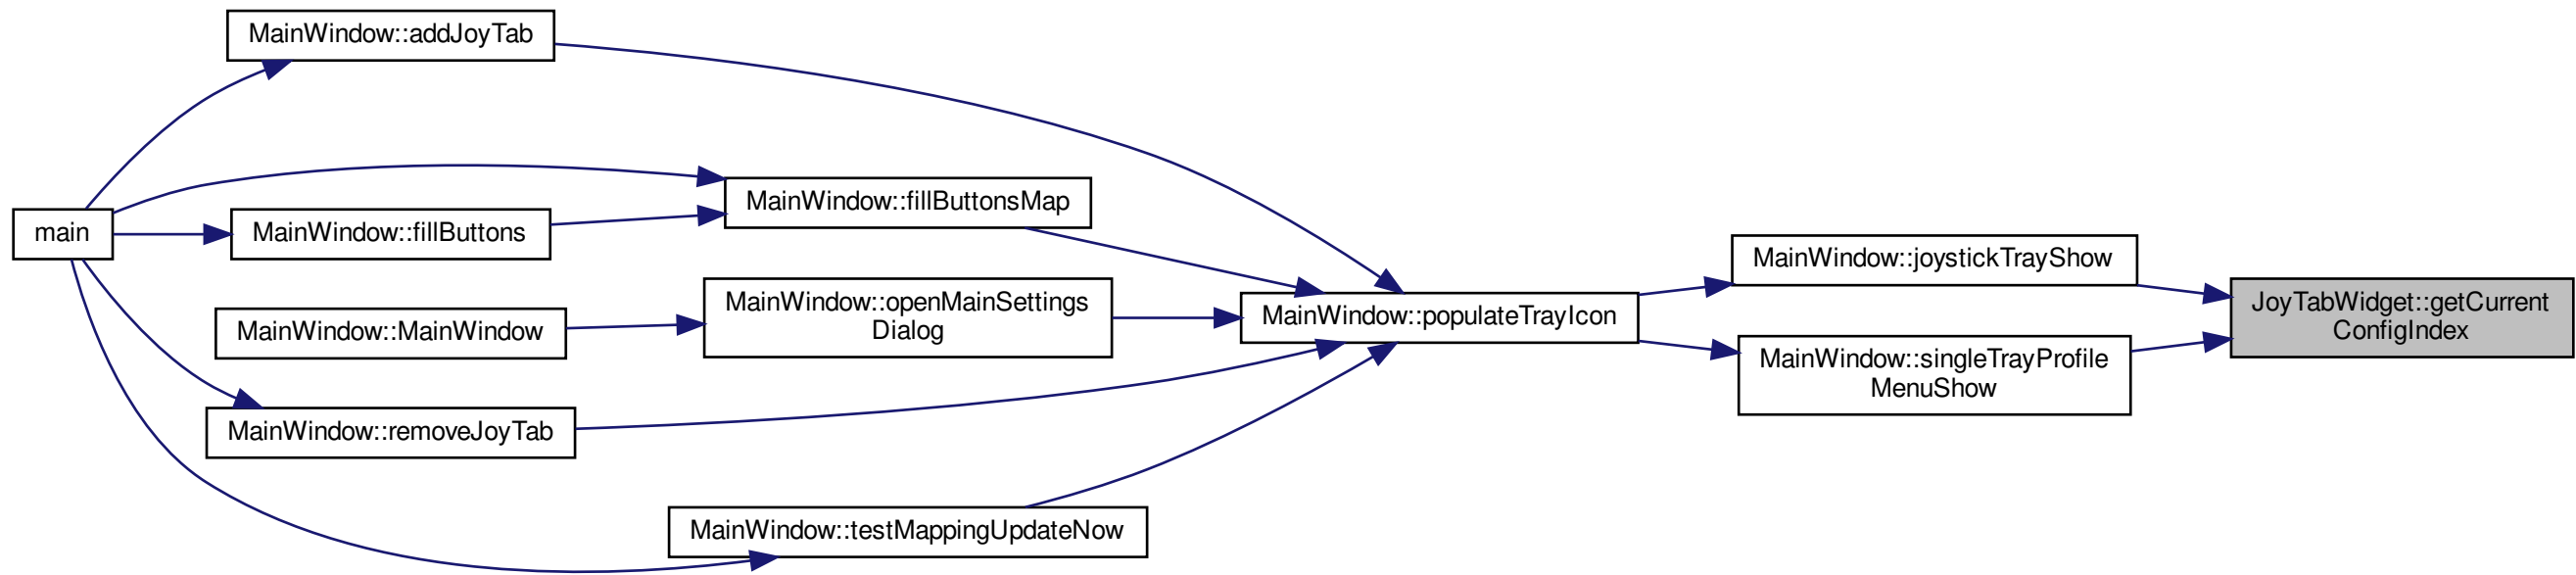 MainWindow::addJoyTab
main
MainWindow::fillButtons
MainWindow::MainWindow
MainWindow::removeJoyTab
MainWindow::fillButtonsMap
MainWindow::openMainSettings
Dialog
MainWindow::testMappingUpdateNow
MainWindow::populateTrayIcon
MainWindow::joystickTrayShow
MainWindow::singleTrayProfile
MenuShow
JoyTabWidget::getCurrent
ConfigIndex